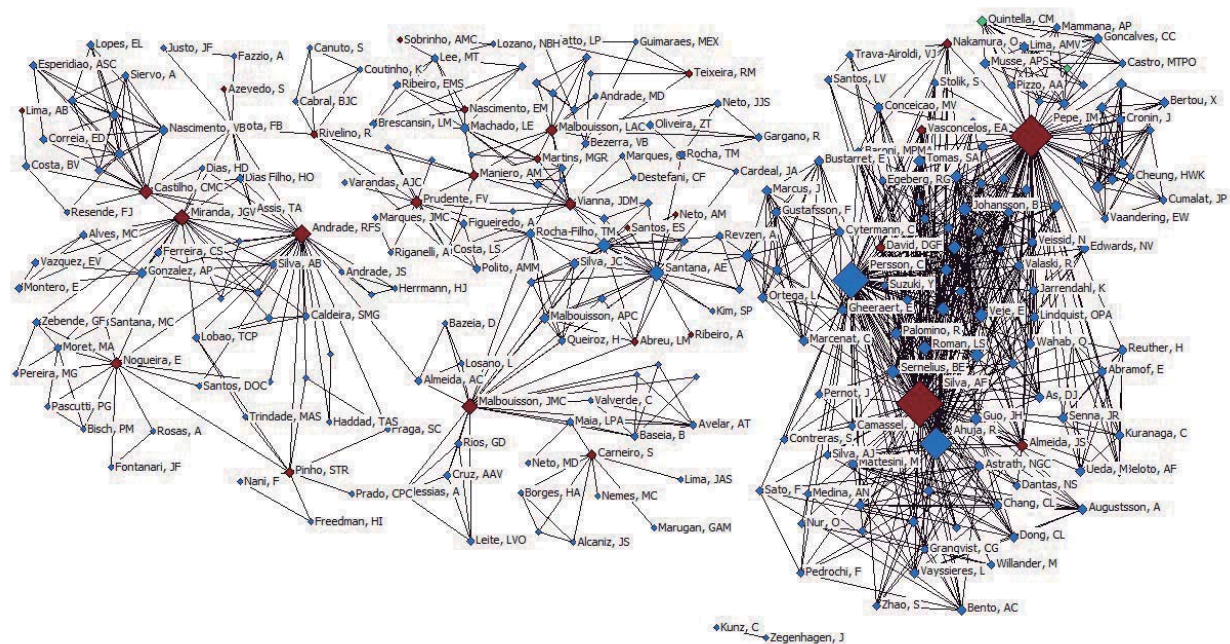 Quintella, CM
Mammana, AP
Goncalves, CC
Lopes, EL
Justo, JF
Fazzio, A
Canuto, S
Sobrinho, AMC
Lozano, NBH
atto, LP
Guimaraes, MEX
Trava-Airoldi, VJ
Nakamura, O
Lima, AMV
Musse, APS
Castro, MTPO
Esperidiao, ASC
Siervo, A
Coutinho, K
Lee, MT
Teixeira, RM
Santos, LV
Stolik, S
Pizzo, AA
Lima, AB
Azevedo, S
Cabral, BJC
Ribeiro, EMS
Nascimento, EM
Andrade, MD
Neto, JJS
Conceicao, MV
Pepe, IM
Bertou, X
Cronin, J
Correia, ED
Nascimento, VB
ota, FB
Rivelino, R
Brescansin, LM
Machado, LE
Malbouisson, LAC
Oliveira, ZT
Gargano, R
Vasconcelos, EA
Bezerra, VB
Costa, BV
Castilho, CMC
Dias, HD
Dias Filho, HO
Martins, MGR
Marques, G
Rocha, TM
Baroni, MPMA
Bustarret, E
Tomas, SA
Cheung, HWK
Varandas, AJC
Maniero, AM
Destefani, CF
Cardeal, JA
Marcus, J
Egeberg, RG
Cumalat, JP
Resende, FJ
Miranda, JGV
Assis, TA
Prudente, FV
Vianna, JDM
Neto, AM
Gustafsson, F
Johansson, B
Vaandering, EW
Alves, MC
Andrade, RFS
Marques, JMC
Figueiredo, A
Rocha-Filho, TM
Santos, ES
Revzen, A
Cytermann, C
David, DGF
Veissid, N
Edwards, NV
Ferreira, CS
Riganelli, A
Costa, LS
Vazquez, EV
Gonzalez, AP
Silva, AB
Andrade, JS
Polito, AMM
Silva, JC
Santana, AE
Persson, C
Valaski, R
Montero, E
Herrmann, HJ
Suzuki, Y
Jarrendahl, K
Ortega, L
Gheeraert, E
Veje, E
Lindquist, OPA
Zebende, GF
Santana, MC
Caldeira, SMG
Bazeia, D
Malbouisson, APC
Kim, SP
Moret, MA
Lobao, TCP
Queiroz, H
Abreu, LM
Ribeiro, A
Marcenat, C
Palomino, R
Wahab, Q
Reuther, H
Nogueira, E
Losano, L
Roman, LS
Pereira, MG
Santos, DOC
Almeida, AC
Sernelius, BE
Abramof, E
Silva, AF
As, DJ
Pascutti, PG
Malbouisson, JMC
Valverde, C
Pernot, J
Bisch, PM
Rosas, A
Trindade, MAS
Haddad, TAS
Maia, LPA
Avelar, AT
Camassel, J
Guo, JH
Senna, JR
Fraga, SC
Baseia, B
Contreras, S
Ahuja, R
Almeida, JS
Kuranaga, C
Rios, GD
Carneiro, S
Silva, AJ
Mattesini, M
Astrath, NGC
Ueda, M
Fontanari, JF
Pinho, STR
Neto, MD
Lima, JAS
Nani, F
Cruz, AAV
Sato, F
Medina, AN
Dantas, NS
Prado, CPC
essias, A
Borges, HA
Nemes, MC
Chang, CL
Augustsson, A
Freedman, HI
Marugan, GAM
Nur, O
Leite, LVO
Alcaniz, JS
Dong, CL
Granqvist, CG
Willander, M
Pedrochi, F
Vayssieres, L
Zhao, S
Bento, AC
Kunz, C
Zegenhagen, J